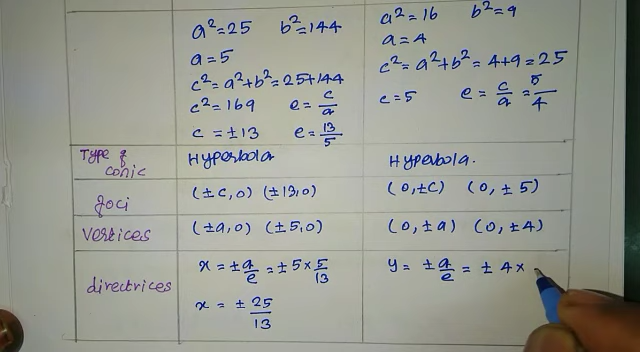 a²=25 b²=144
a=5
c²=a²+b²=25+144
c²=169 e=c/a
c=±13 e=13/5
a²=16 b²=9
a=4
c²=a²+b²=4+9=25
c=5 e=c/a=5/4
Type of conic
Hyperbola
Hyperbola.
foci
(±c,0) (±13,0)
(0,±c) (0,±5)
Vertices
(±a,0) (±5,0)
(0,±a) (0,±4)
directrices
x=±a/e=±5×5/13
x=±25/13
y=±a/e=±4×